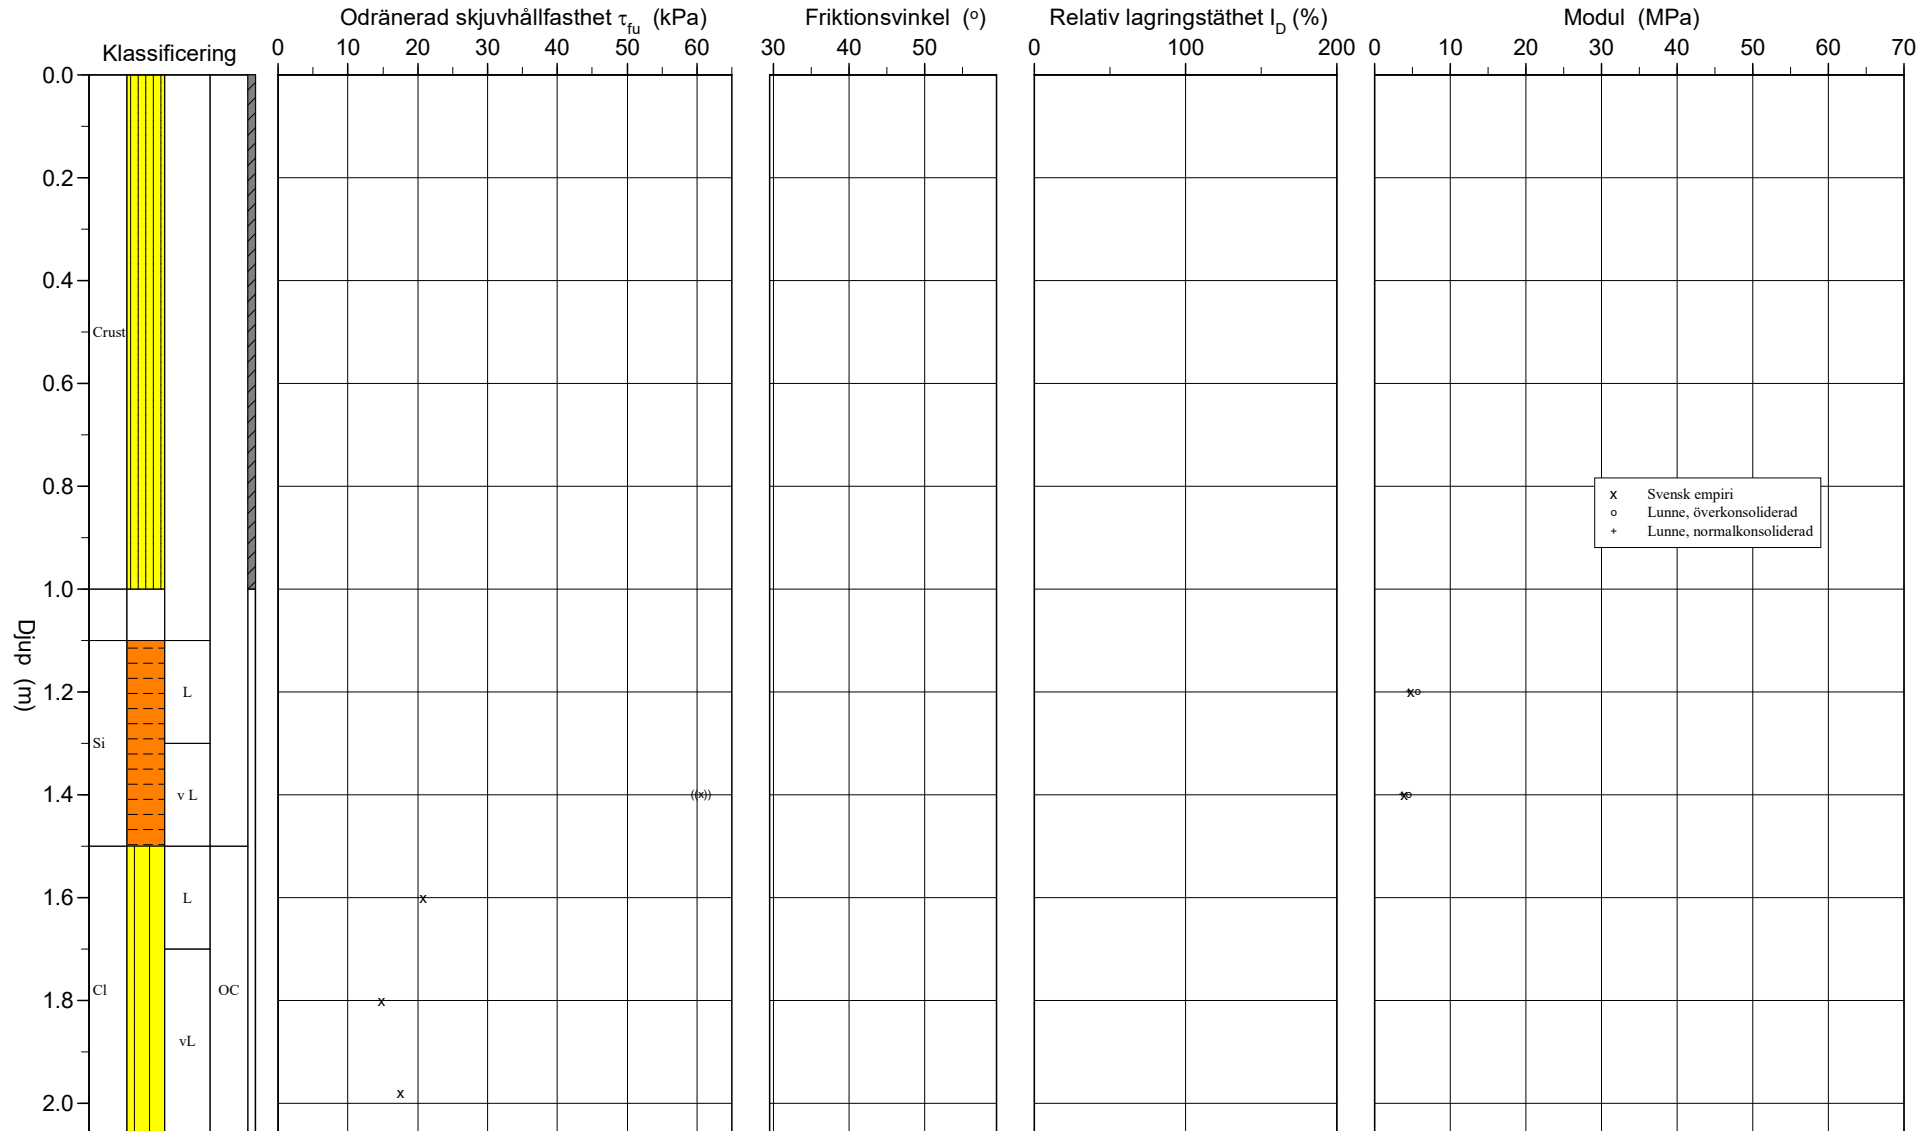 Odränerad skjuvhållfasthet τfu (kPa) Friktionsvinkel (o) Relativ lagringstäthet ID (%) Modul (MPa)
Klassificering 0 10 20 30 40 50 60 30 40 50 0 100 200 0 10 20 30 40 50 60 70
0.0
0.2
0.4
Crust
0.6
0.8
x Svensk empiri
o Lunne, överkonsoliderad
+ Lunne, normalkonsoliderad
1.0
Djup (m)
1.2 L
Si
1.4 v L ((x))
1.6 L x
1.8 x
Cl OC
vL
2.0 x